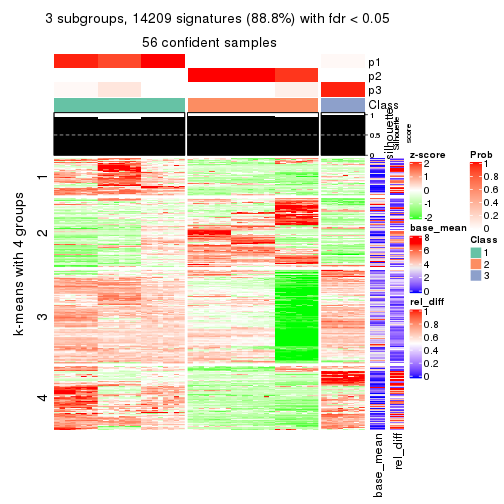 3 subgroups, 14209 signatures (88.8%) with fdr < 0.05
56 confident samples
p1
p2
p3
Class
1
0.5
0
silhouette
Silhouette
score
k-means with 4 groups
1
2
3
4
base_mean
rel_diff
z-score
2
1
0
-1
-2
base_mean
8
6
4
2
0
rel_diff
1
0.8
0.6
0.4
0.2
0
Prob
1
0.8
0.6
0.4
0.2
0
Class
1
2
3